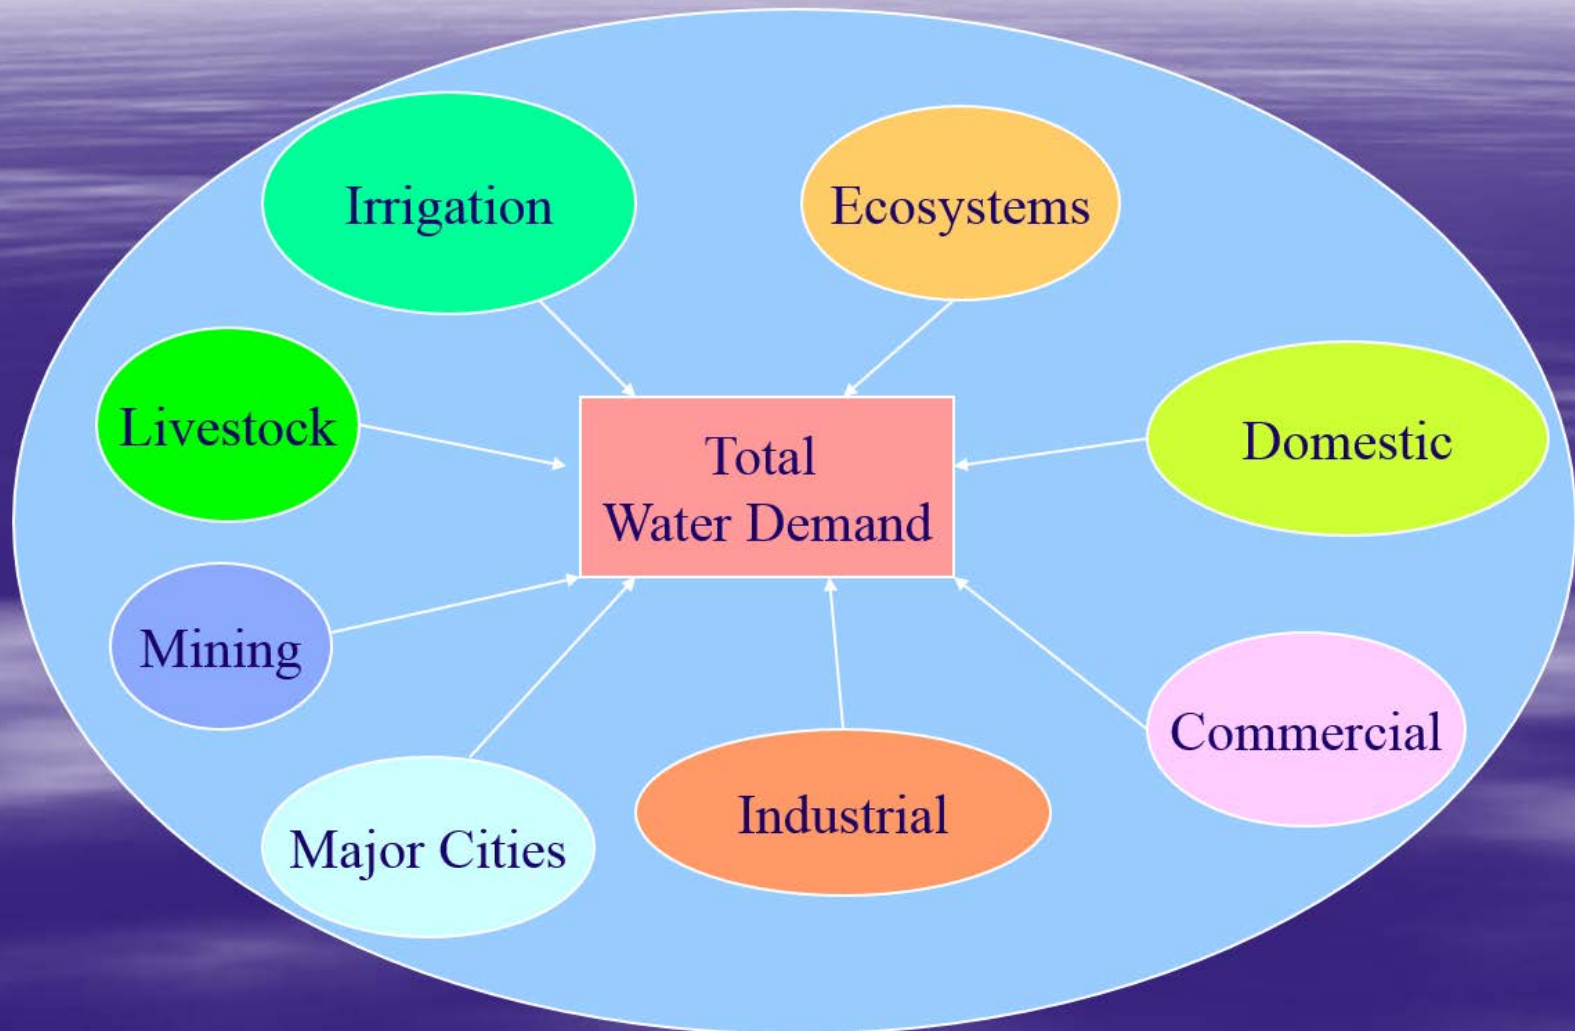 Irrigation
Ecosystems
Livestock
Total
Water Demand
Domestic
Mining
Commercial
Major Cities
Industrial